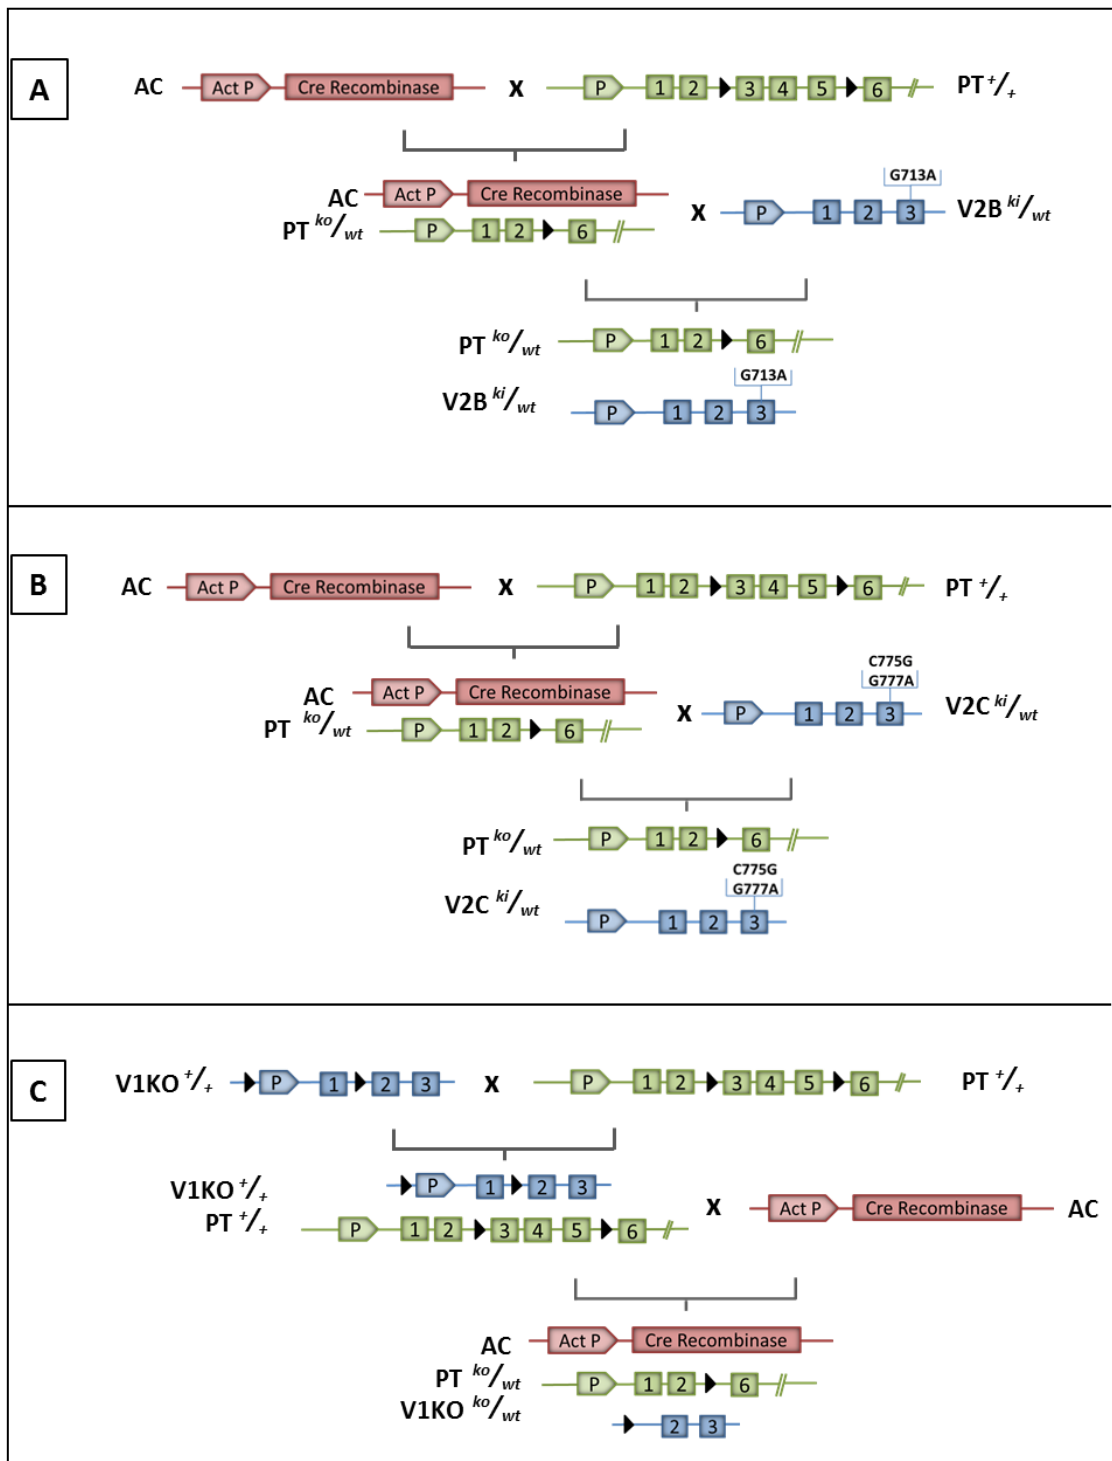 A
AC Act P Cre Recombinase X P 1 2 3 4 5 6 PT +/+
G713A
AC Act P Cre Recombinase
X P 1 2 3 V2B ki/wt
PT ko/wt P 1 2 6
PT ko/wt P 1 2 6
G713A
V2B ki/wt P 1 2 3
B
AC Act P Cre Recombinase X P 1 2 3 4 5 6 PT +/+
C775G
G777A
AC Act P Cre Recombinase
X P 1 2 3 V2C ki/wt
PT ko/wt P 1 2 6
PT ko/wt P 1 2 6
C775G
G777A
V2C ki/wt P 1 2 3
C
V1KO +/+ P 1 2 3 X P 1 2 3 4 5 6 PT +/+
V1KO +/+ P 1 2 3
X Act P Cre Recombinase AC
PT +/+ P 1 2 3 4 5 6
AC Act P Cre Recombinase
PT ko/wt P 1 2 6
V1KO ko/wt 2 3